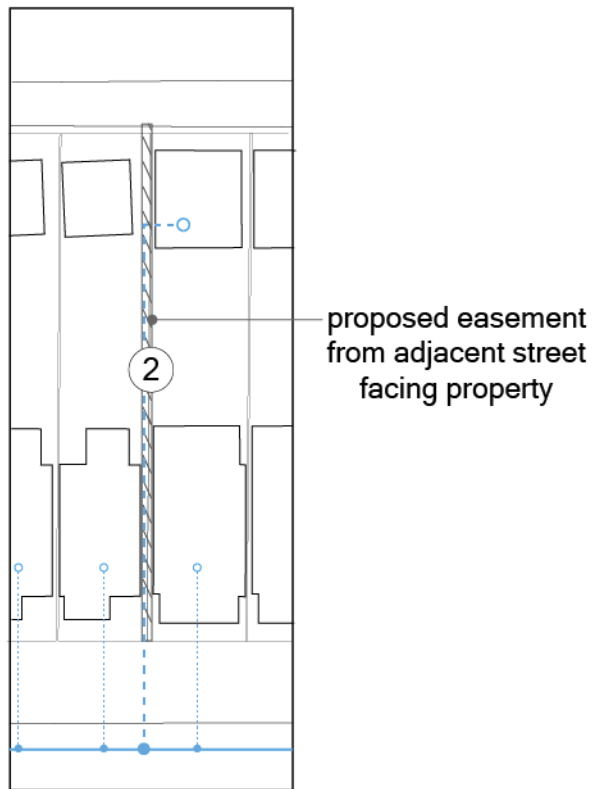 proposed easement
from adjacent street
facing property
2